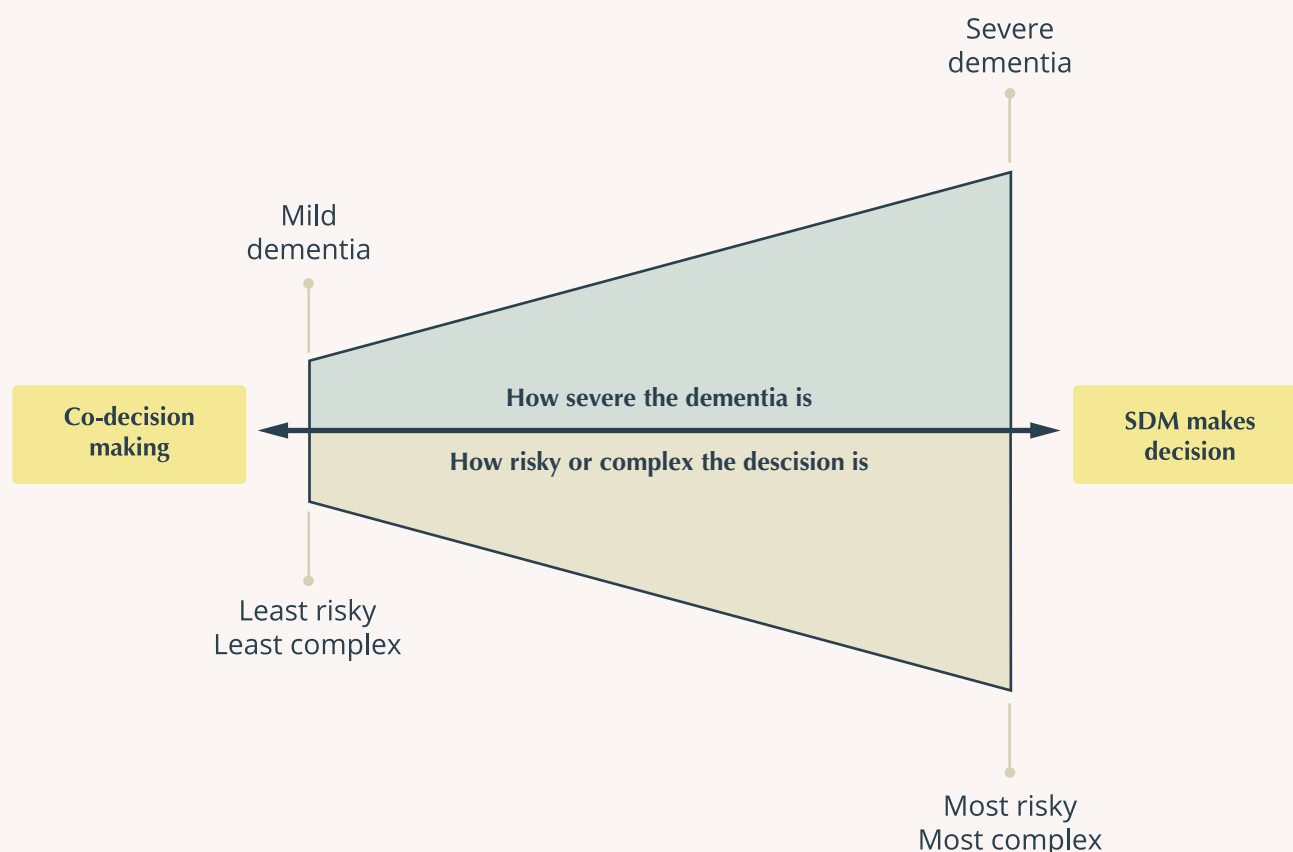 Severe
dementia
Mild
dementia
How severe the dementia is
Co-decision
making
SDM makes
decision
How risky or complex the descision is
Least risky
Least complex
Most risky
Most complex